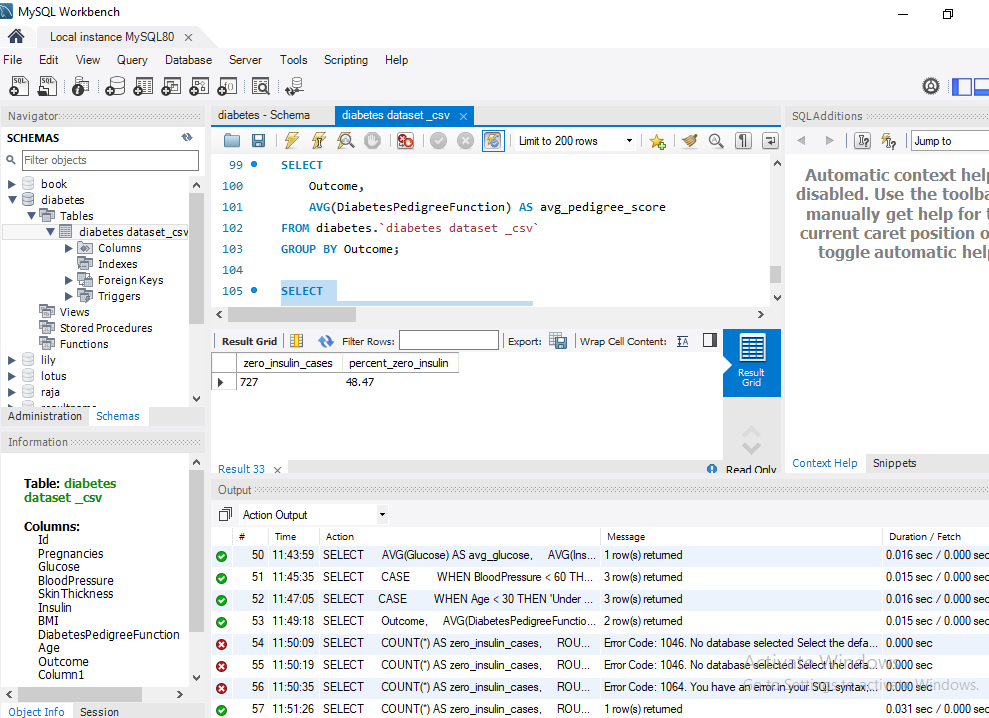 MySQL Workbench
Local instance MySQL80
File Edit View Query Database Server Tools Scripting Help
Navigator
SCHEMAS
Filter objects
book
diabetes
Tables
diabetes dataset_csv
Columns
Indexes
Foreign Keys
Triggers
Views
Stored Procedures
Functions
lily
lotus
raja
Administration Schemas
Information
Table: diabetes
dataset _csv
Columns:
Id
Pregnancies
Glucose
BloodPressure
SkinThickness
Insulin
BMI
DiabetesPedigreeFunction
Age
Outcome
Column1
Object Info Session
diabetes - Schema diabetes dataset _csv
Limit to 200 rows
99 SELECT
100 Outcome,
101 AVG(DiabetesPedigreeFunction) AS avg_pedigree_score
102 FROM diabetes.`diabetes dataset _csv`
103 GROUP BY Outcome;
104
105 SELECT
Result Grid Filter Rows: Export: Wrap Cell Content:
zero_insulin_cases percent_zero_insulin
727 48.47
Result
Grid
Result 33 Read Only
SQLAdditions
Jump to
Automatic context help
disabled. Use the toolba
manually get help for t
current caret position o
toggle automatic help
Context Help Snippets
Output
Action Output
# Time Action Message Duration / Fetch
50 11:43:59 SELECT AVG(Glucose) AS avg_glucose, AVG(Ins... 1 row(s) returned 0.016 sec / 0.000 sec
51 11:45:35 SELECT CASE WHEN BloodPressure < 60 TH... 3 row(s) returned 0.015 sec / 0.000 sec
52 11:47:05 SELECT CASE WHEN Age < 30 THEN 'Under ... 3 row(s) returned 0.016 sec / 0.000 sec
53 11:49:18 SELECT Outcome, AVG(DiabetesPedigreeFunctio... 2 row(s) returned 0.015 sec / 0.000 sec
54 11:50:09 SELECT COUNT(*) AS zero_insulin_cases, ROU... Error Code: 1046. No database selected Select the defa... 0.000 sec
55 11:50:19 SELECT COUNT(*) AS zero_insulin_cases, ROU... Error Code: 1046. No database selected Select the defa... 0.000 sec
56 11:50:35 SELECT COUNT(*) AS zero_insulin_cases, ROU... Error Code: 1064. You have an error in your SQL syntax;... 0.000 sec
57 11:51:26 SELECT COUNT(*) AS zero_insulin_cases, ROU... 1 row(s) returned 0.031 sec / 0.000 sec
Activate Windows
Go to Settings to activate Windows.